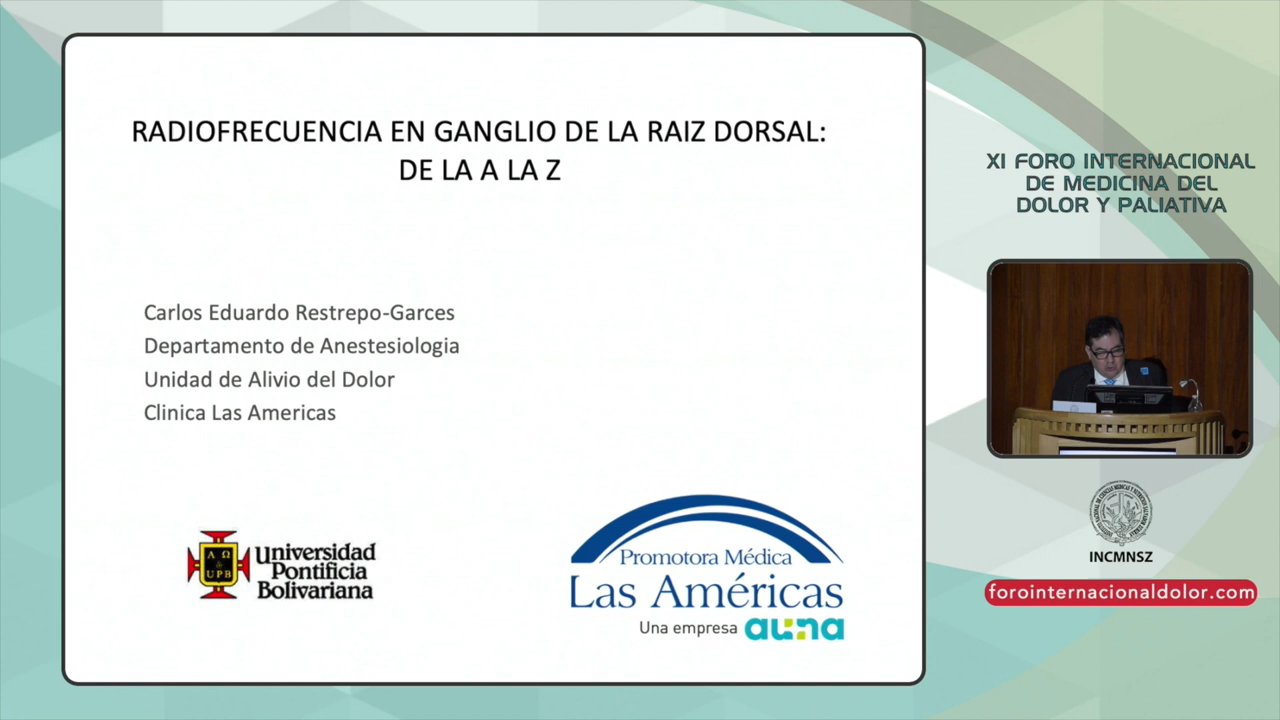 RADIOFRECUENCIA EN GANGLIO DE LA RAIZ DORSAL:
DE LA A LA Z
Carlos Eduardo Restrepo-Garces
Departamento de Anestesiologia
Unidad de Alivio del Dolor
Clinica Las Americas
Α Ω
UPB
Universidad
Pontificia
Bolivariana
Promotora Médica
Las Américas
Una empresa auna
XI FORO INTERNACIONAL
DE MEDICINA DEL
DOLOR Y PALIATIVA
INCMNSZ
forointernacionaldolor.com